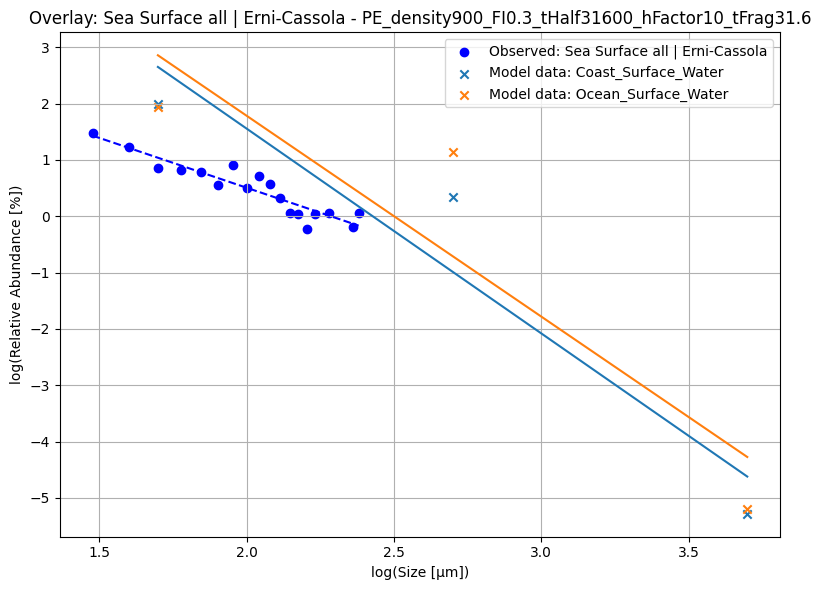 Overlay: Sea Surface all | Erni-Cassola - PE_density900_FI0.3_tHalf31600_hFactor10_tFrag31.6
Observed: Sea Surface all | Erni-Cassola
Model data: Coast_Surface_Water
Model data: Ocean_Surface_Water
log(Relative Abundance [%])
3
2
1
0
−1
−2
−3
−4
−5
1.5 2.0 2.5 3.0 3.5
log(Size [μm])